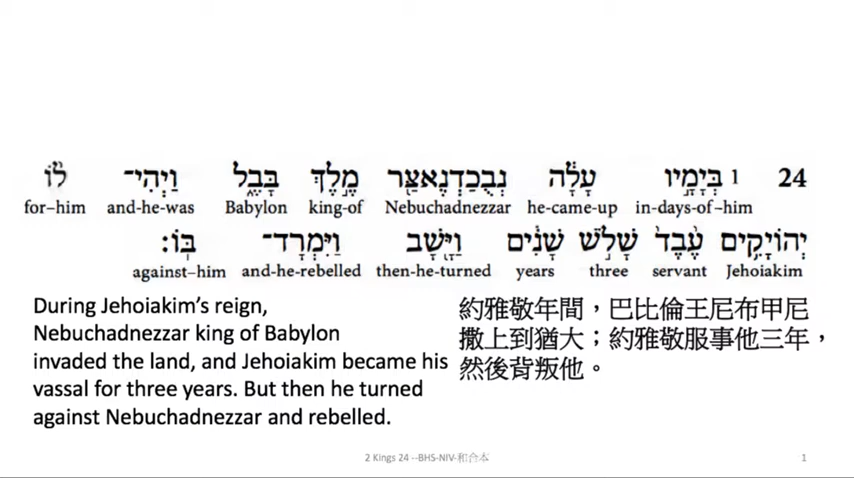 24 1 בְּיָמָ֣יו עָלָ֔ה נְבֻכַדְנֶאצַּ֖ר מֶ֣לֶךְ בָּבֶ֑ל וַיְהִי־ ל֨וֹ
for–him and-he-was Babylon king-of Nebuchadnezzar he-came-up in-days-of–him
יְהוֹיָקִ֥ים עֶ֙בֶד֙ שָׁלֹ֣שׁ שָׁנִ֔ים וַיָּ֖שָׁב וַיִּמְרָד־ בּֽוֹ׃
against–him and-he-rebelled then-he-turned years three servant Jehoiakim
During Jehoiakim’s reign,
Nebuchadnezzar king of Babylon
invaded the land, and Jehoiakim became his
vassal for three years. But then he turned
against Nebuchadnezzar and rebelled.
約雅敬年間，巴比倫王尼布甲尼
撒上到猶大；約雅敬服事他三年，
然後背叛他。
2 Kings 24 --BHS-NIV-和合本
1